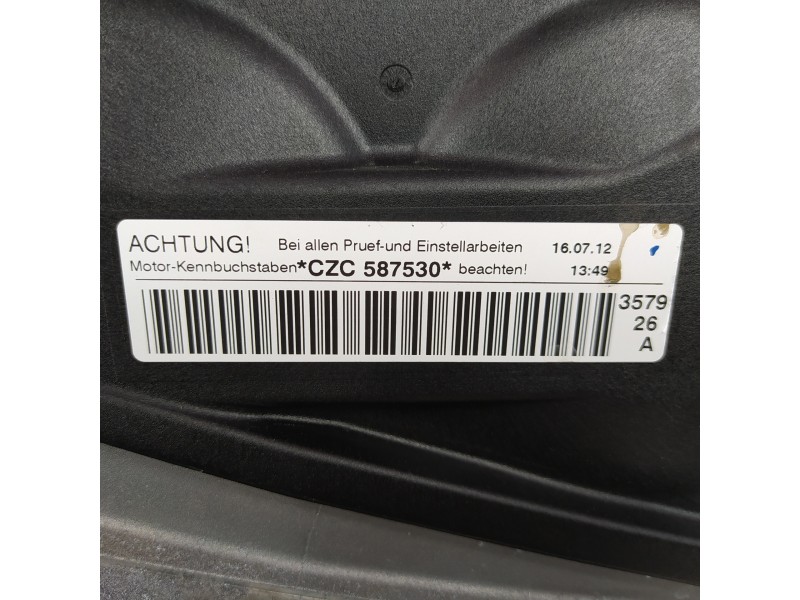 ACHTUNG! Bei allen Pruef-und Einstellarbeiten 16.07.12
Motor-Kennbuchstaben *CZC 587530* beachten! 13:49
3579
26
A